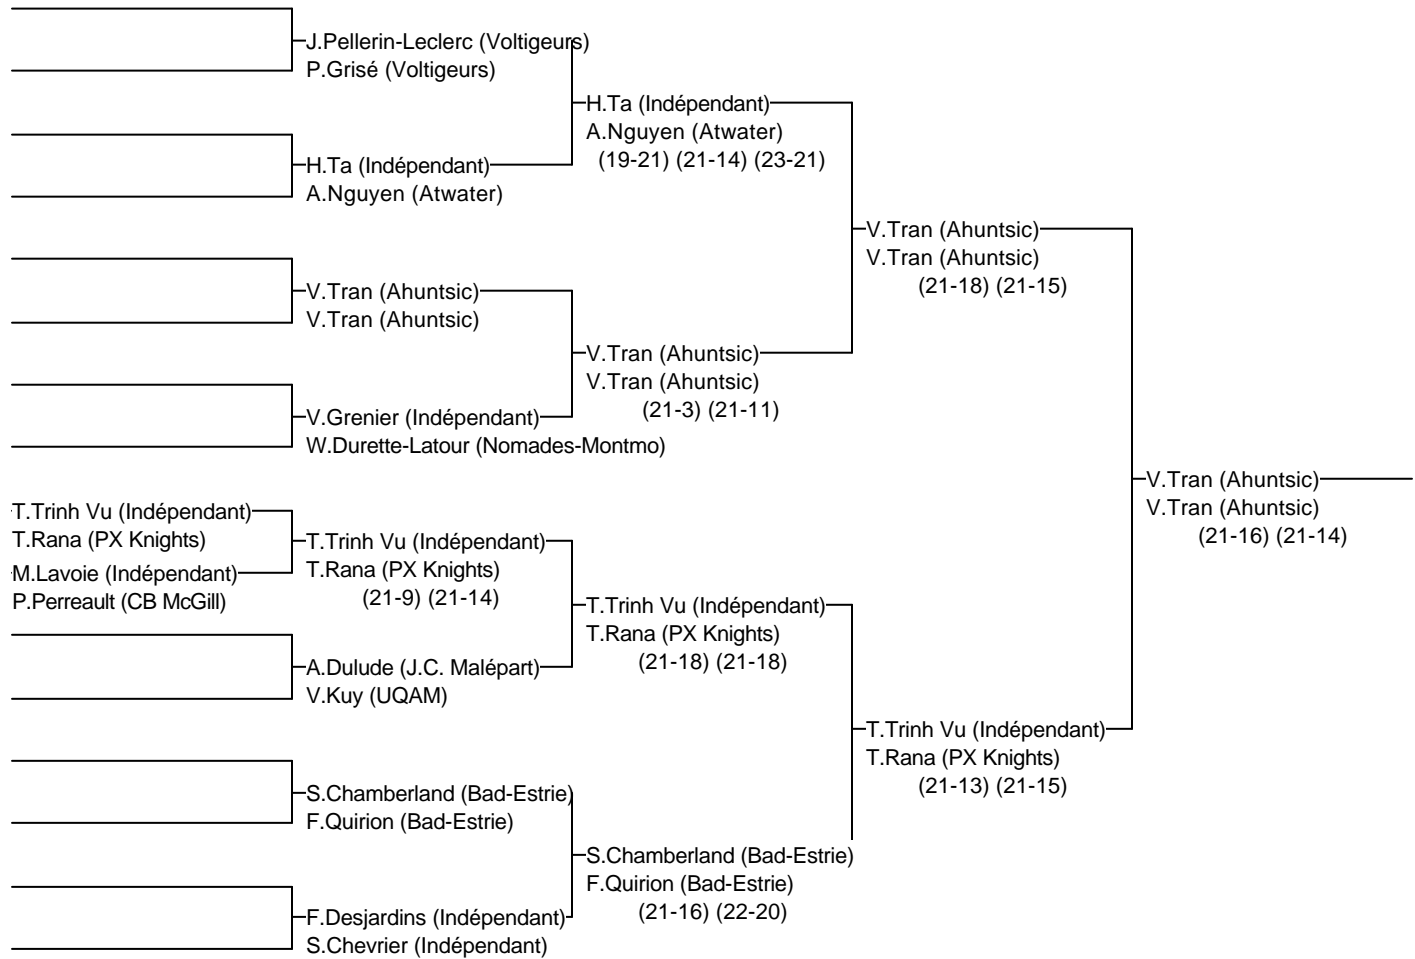 T.Trinh Vu (Indépendant)
T.Rana (PX Knights)
M.Lavoie (Indépendant)
P.Perreault (CB McGill)
J.Pellerin-Leclerc (Voltigeurs)
P.Grisé (Voltigeurs)
H.Ta (Indépendant)
A.Nguyen (Atwater)
V.Tran (Ahuntsic)
V.Tran (Ahuntsic)
V.Grenier (Indépendant)
W.Durette-Latour (Nomades-Montmo)
T.Trinh Vu (Indépendant)
T.Rana (PX Knights)
(21-9) (21-14)
A.Dulude (J.C. Malépart)
V.Kuy (UQAM)
S.Chamberland (Bad-Estrie)
F.Quirion (Bad-Estrie)
F.Desjardins (Indépendant)
S.Chevrier (Indépendant)
H.Ta (Indépendant)
A.Nguyen (Atwater)
(19-21) (21-14) (23-21)
V.Tran (Ahuntsic)
V.Tran (Ahuntsic)
(21-3) (21-11)
T.Trinh Vu (Indépendant)
T.Rana (PX Knights)
(21-18) (21-18)
S.Chamberland (Bad-Estrie)
F.Quirion (Bad-Estrie)
(21-16) (22-20)
V.Tran (Ahuntsic)
V.Tran (Ahuntsic)
(21-18) (21-15)
T.Trinh Vu (Indépendant)
T.Rana (PX Knights)
(21-13) (21-15)
V.Tran (Ahuntsic)
V.Tran (Ahuntsic)
(21-16) (21-14)